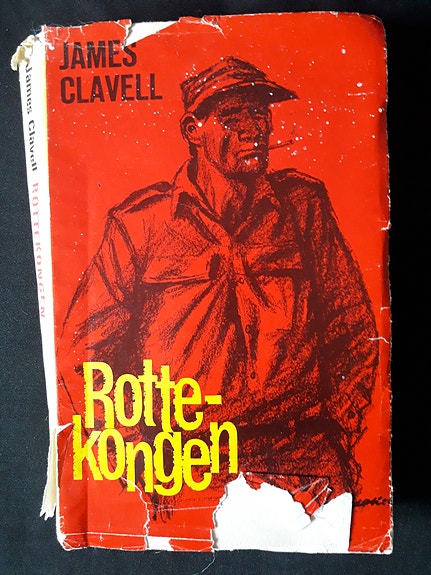 JAMES
CLAVELL
Rotte-
kongen
James Clavell ROTTEKONGEN